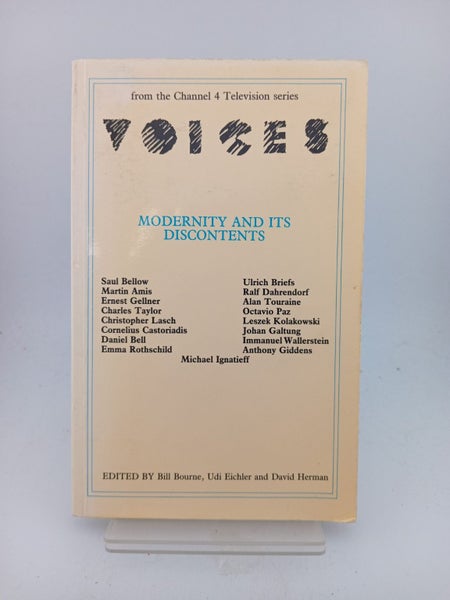 from the Channel 4 Television series
VOICES
MODERNITY AND ITS
DISCONTENTS
Saul Bellow
Martin Amis
Ernest Gellner
Charles Taylor
Christopher Lasch
Cornelius Castoriadis
Daniel Bell
Emma Rothschild
Ulrich Briefs
Ralf Dahrendorf
Alan Touraine
Octavio Paz
Leszek Kolakowski
Johan Galtung
Immanuel Wallerstein
Anthony Giddens
Michael Ignatieff
EDITED BY Bill Bourne, Udi Eichler and David Herman